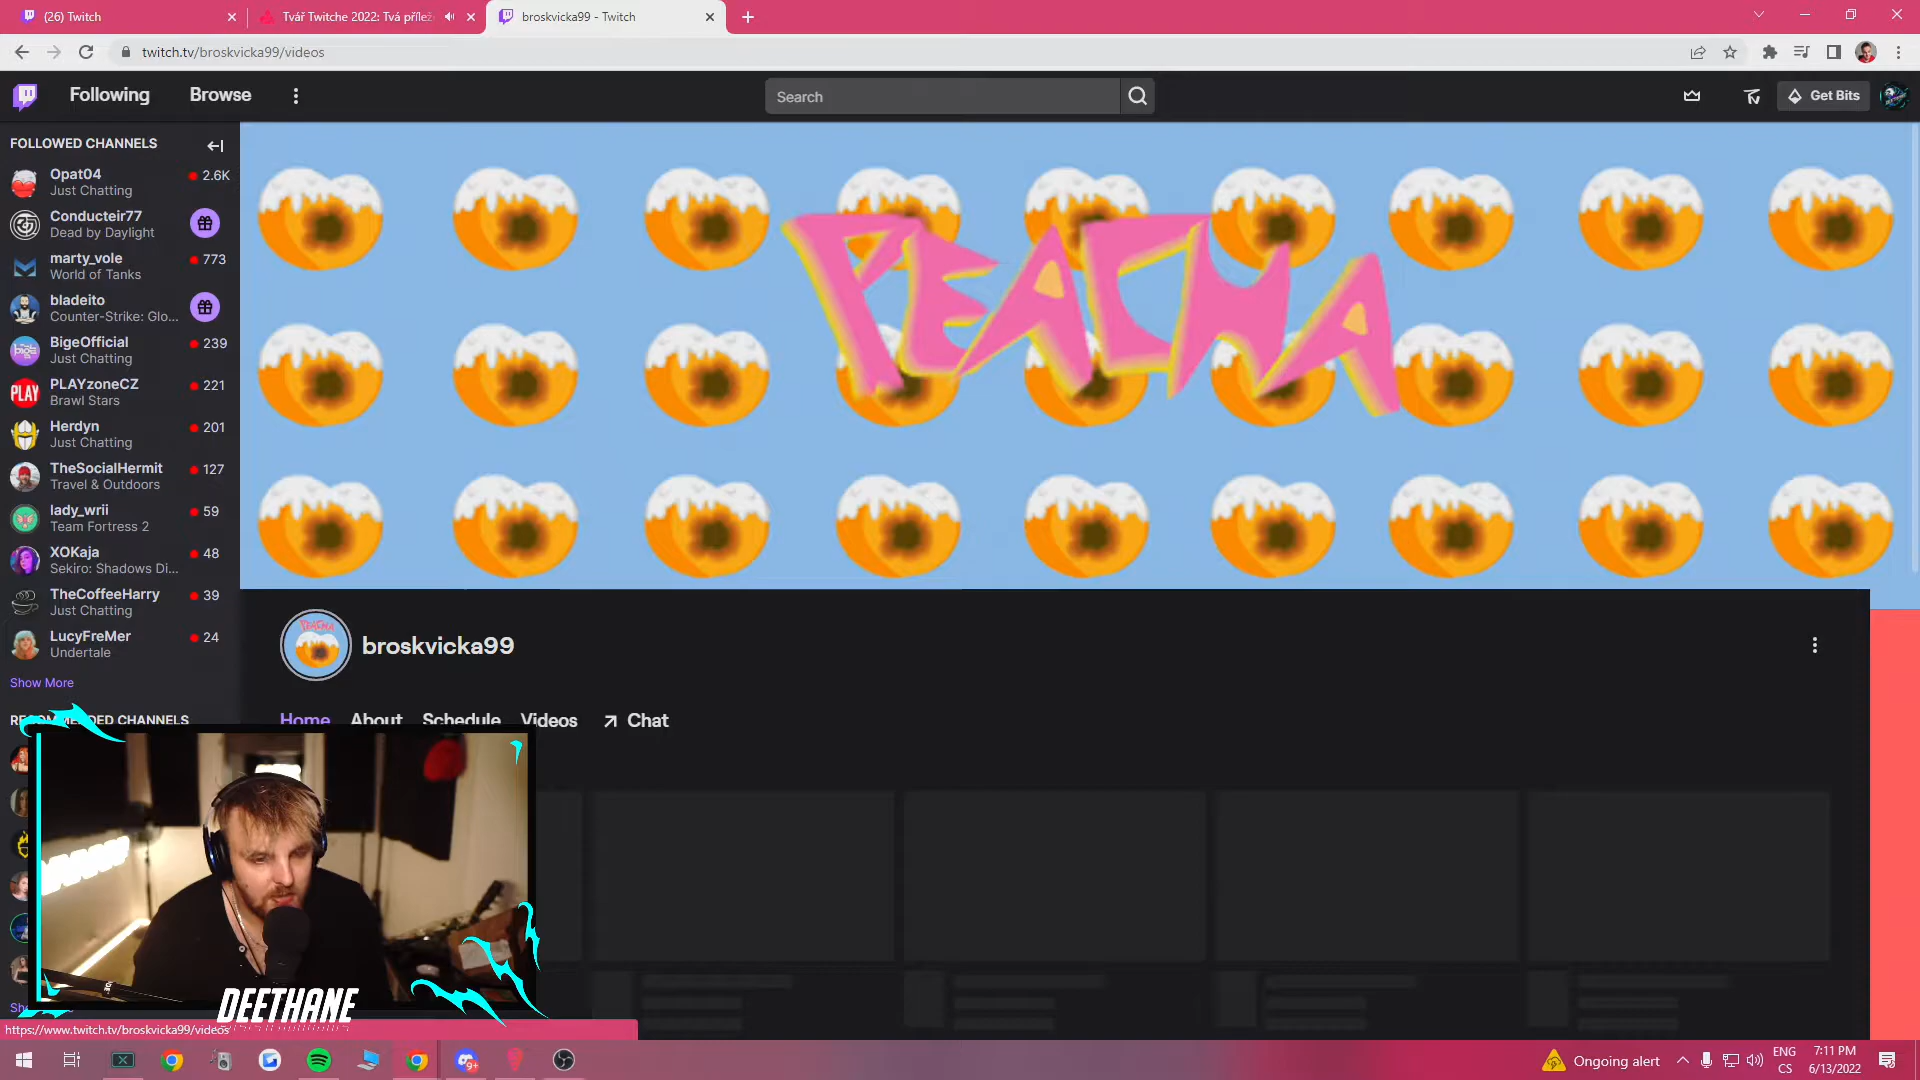 (26) Twitch
Tvář Twitche 2022: Tvá přílež
broskvicka99 - Twitch
twitch.tv/broskvicka99/videos
Following
Browse
Search
Get Bits
FOLLOWED CHANNELS
Opat04
2.6K
Just Chatting
Conducteir77
Dead by Daylight
marty_vole
773
World of Tanks
bladeito
Counter-Strike: Glo...
BigeOfficial
239
Just Chatting
PLAYzoneCZ
221
Brawl Stars
PLAY
Herdyn
201
Just Chatting
TheSocialHermit
127
Travel & Outdoors
lady_wrii
59
Team Fortress 2
XOKaja
48
Sekiro: Shadows Di...
TheCoffeeHarry
39
Just Chatting
LucyFreMer
24
Undertale
Show More
RECOMMENDED CHANNELS
PEACHA
PEACHA
broskvicka99
Home
About
Schedule
Videos
Chat
DEETHANE
https://www.twitch.tv/broskvicka99/videos
9+
Ongoing alert
ENG
CS
7:11 PM
6/13/2022